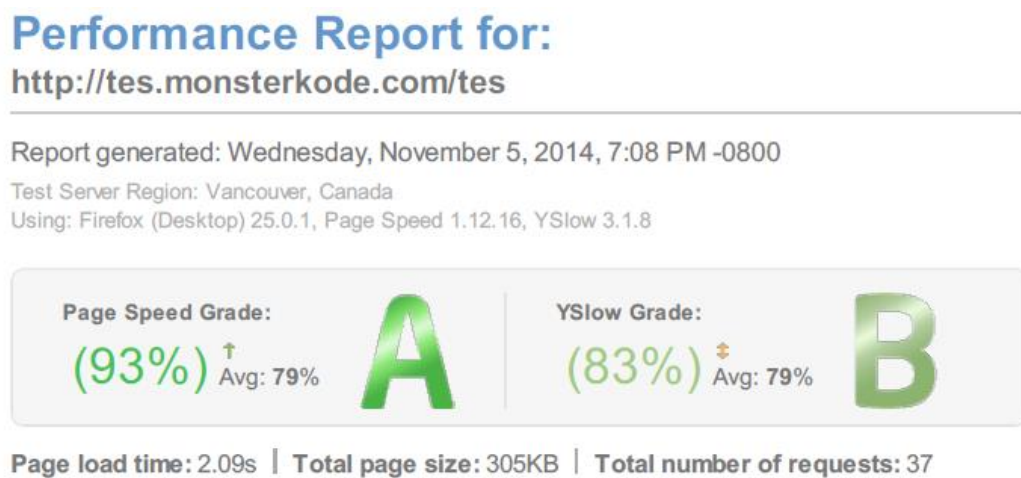 Performance Report for:
http://tes.monsterkode.com/tes
Report generated: Wednesday, November 5, 2014, 7:08 PM -0800
Test Server Region: Vancouver, Canada
Using: Firefox (Desktop) 25.0.1, Page Speed 1.12.16, YSlow 3.1.8
Page Speed Grade:
(93%) ↑ Avg: 79% A
YSlow Grade:
(83%) ↕ Avg: 79% B
Page load time: 2.09s | Total page size: 305KB | Total number of requests: 37